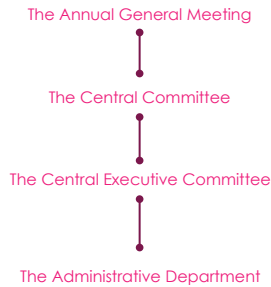 The Annual General Meeting
The Central Committee
The Central Executive Committee
The Administrative Department